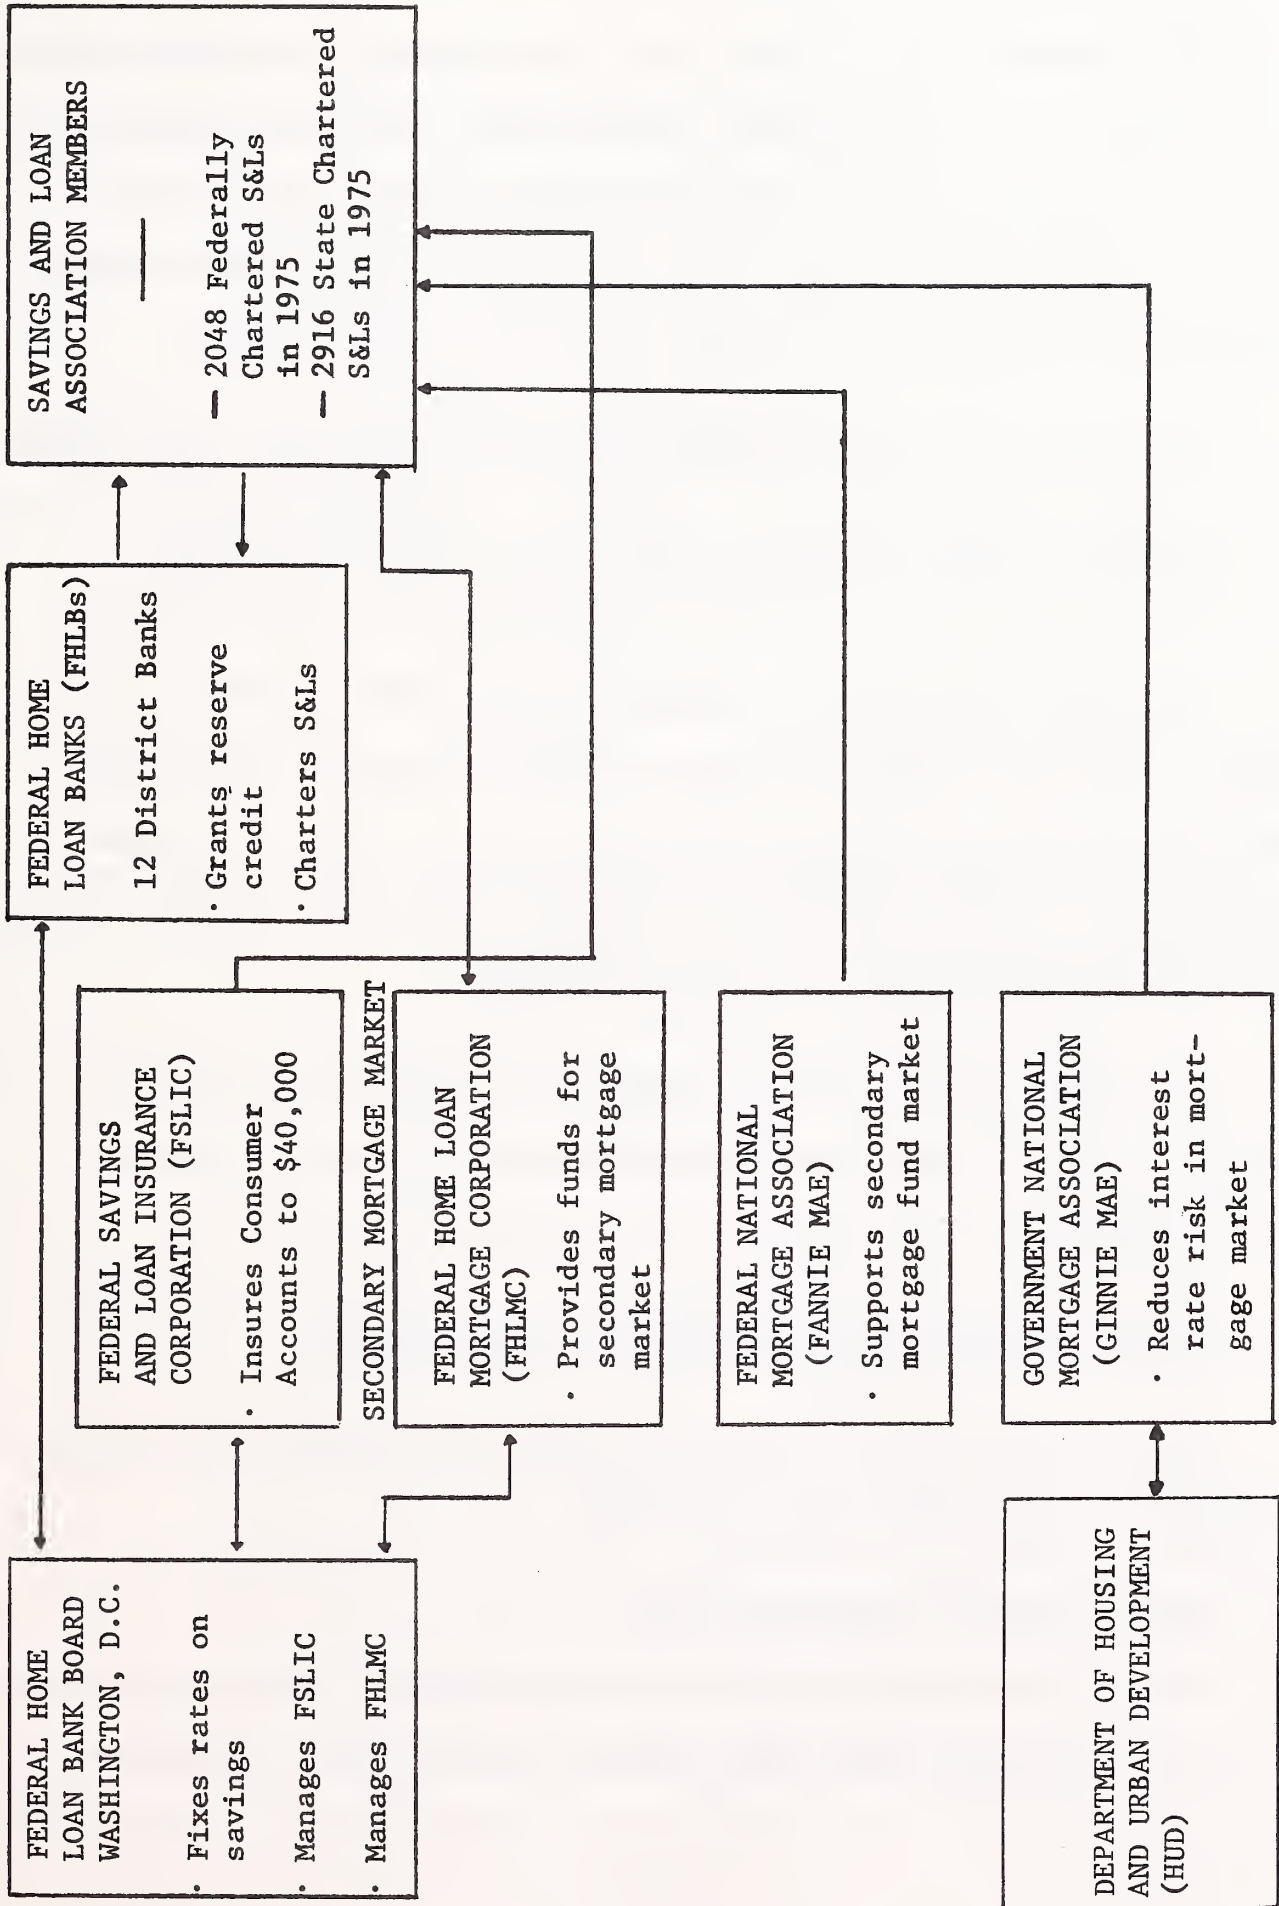 FEDERAL HOME
LOAN BANK BOARD
WASHINGTON, D.C.
· Fixes rates on
savings
· Manages FSLIC
· Manages FHLMC
FEDERAL HOME
LOAN BANKS (FHLBs)
12 District Banks
· Grants reserve
credit
· Charters S&Ls
SAVINGS AND LOAN
ASSOCIATION MEMBERS
— 2048 Federally
Chartered S&Ls
in 1975
— 2916 State Chartered
S&Ls in 1975
FEDERAL SAVINGS
AND LOAN INSURANCE
CORPORATION (FSLIC)
· Insures Consumer
Accounts to $40,000
SECONDARY MORTGAGE MARKET
FEDERAL HOME LOAN
MORTGAGE CORPORATION
(FHLMC)
· Provides funds for
secondary mortgage
market
FEDERAL NATIONAL
MORTGAGE ASSOCIATION
(FANNIE MAE)
· Supports secondary
mortgage fund market
GOVERNMENT NATIONAL
MORTGAGE ASSOCIATION
(GINNIE MAE)
· Reduces interest
rate risk in mort-
gage market
DEPARTMENT OF HOUSING
AND URBAN DEVELOPMENT
(HUD)